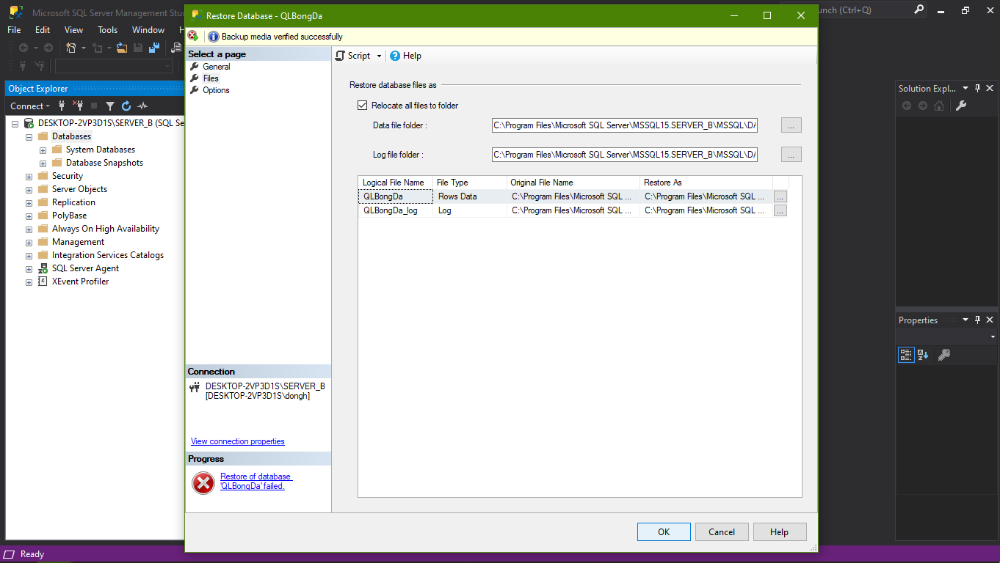 Microsoft SQL Server Management Stu
Restore Database - QLBongDa
unch (Ctrl+Q)
File Edit View Tools Window H
Backup media verified successfully
Select a page
General
Files
Options
Script
Help
Object Explorer
Connect
DESKTOP-2VP3D1S\SERVER_B (SQL Se
Databases
System Databases
Database Snapshots
Security
Server Objects
Replication
PolyBase
Always On High Availability
Management
Integration Services Catalogs
SQL Server Agent
XEvent Profiler
Restore database files as
Relocate all files to folder
Data file folder : C:\Program Files\Microsoft SQL Server\MSSQL15.SERVER_B\MSSQL\DA ...
Log file folder : C:\Program Files\Microsoft SQL Server\MSSQL15.SERVER_B\MSSQL\DA ...
Logical File Name File Type Original File Name Restore As
QLBongDa Rows Data C:\Program Files\Microsoft SQL ... C:\Program Files\Microsoft SQL ... ...
QLBongDa_log Log C:\Program Files\Microsoft SQL ... C:\Program Files\Microsoft SQL ... ...
Connection
DESKTOP-2VP3D1S\SERVER_B
[DESKTOP-2VP3D1S\dongh]
View connection properties
Progress
Restore of database
'QLBongDa' failed.
OK Cancel Help
Solution Expl...
Properties
Ready